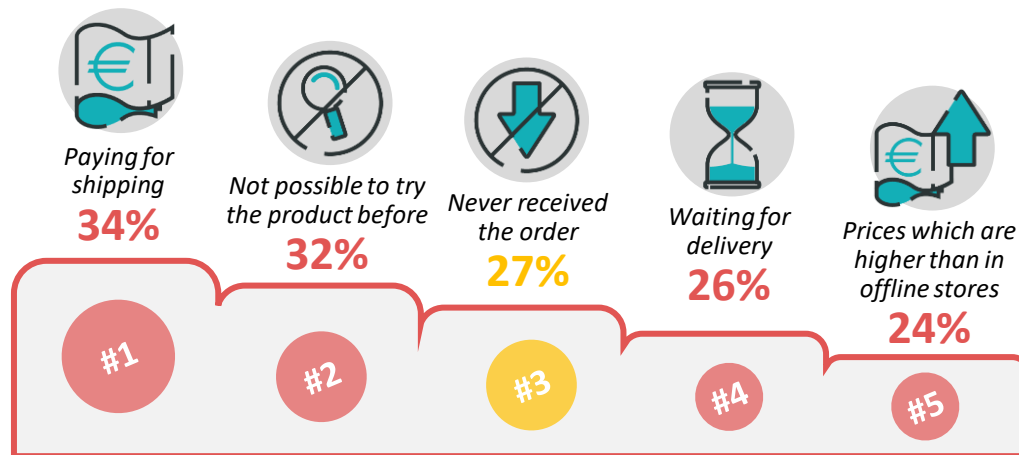 €
Paying for
shipping
34%
#1
Not possible to try
the product before
32%
#2
Never received
the order
27%
#3
Waiting for
delivery
26%
#4
€
Prices which are
higher than in
offline stores
24%
#5